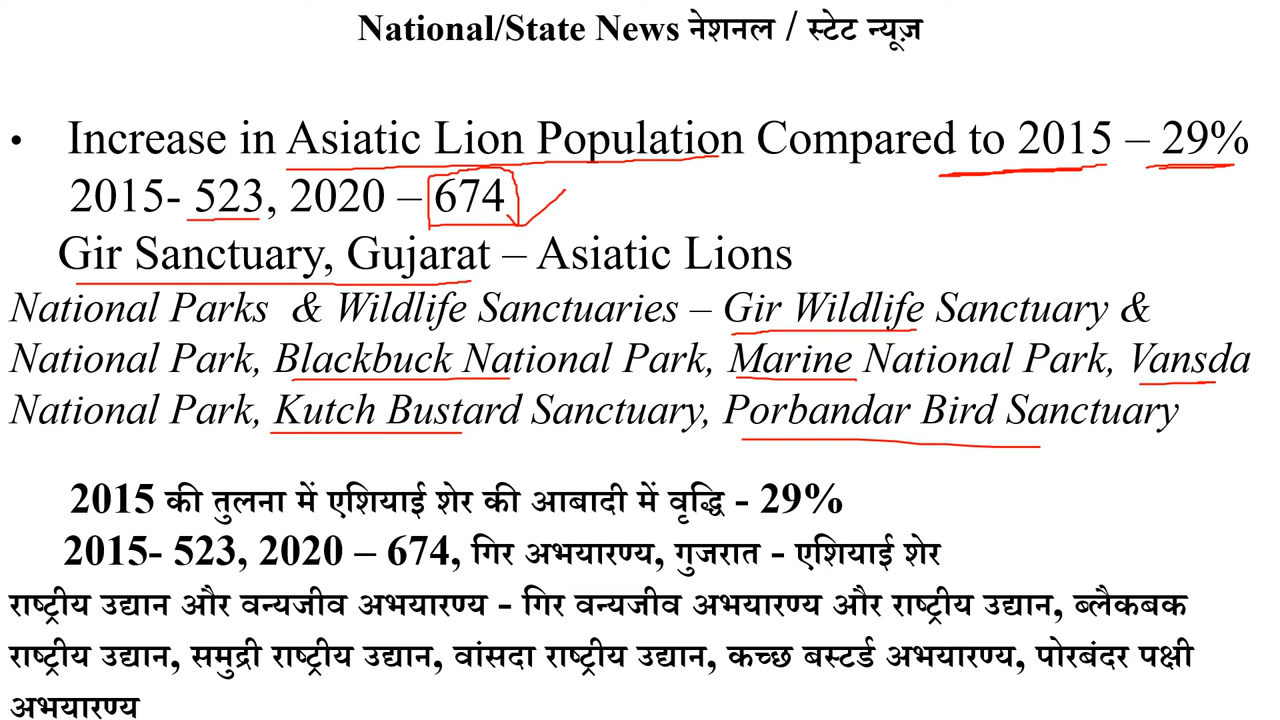 National/State News नेशनल / स्टेट न्यूज़
• Increase in Asiatic Lion Population Compared to 2015 – 29%
2015- 523, 2020 – 674
Gir Sanctuary, Gujarat – Asiatic Lions
National Parks & Wildlife Sanctuaries – Gir Wildlife Sanctuary &
National Park, Blackbuck National Park, Marine National Park, Vansda
National Park, Kutch Bustard Sanctuary, Porbandar Bird Sanctuary
2015 की तुलना में एशियाई शेर की आबादी में वृद्धि - 29%
2015- 523, 2020 – 674, गिर अभयारण्य, गुजरात - एशियाई शेर
राष्ट्रीय उद्यान और वन्यजीव अभयारण्य - गिर वन्यजीव अभयारण्य और राष्ट्रीय उद्यान, ब्लैकबक
राष्ट्रीय उद्यान, समुद्री राष्ट्रीय उद्यान, वांसदा राष्ट्रीय उद्यान, कच्छ बस्टर्ड अभयारण्य, पोरबंदर पक्षी
अभयारण्य